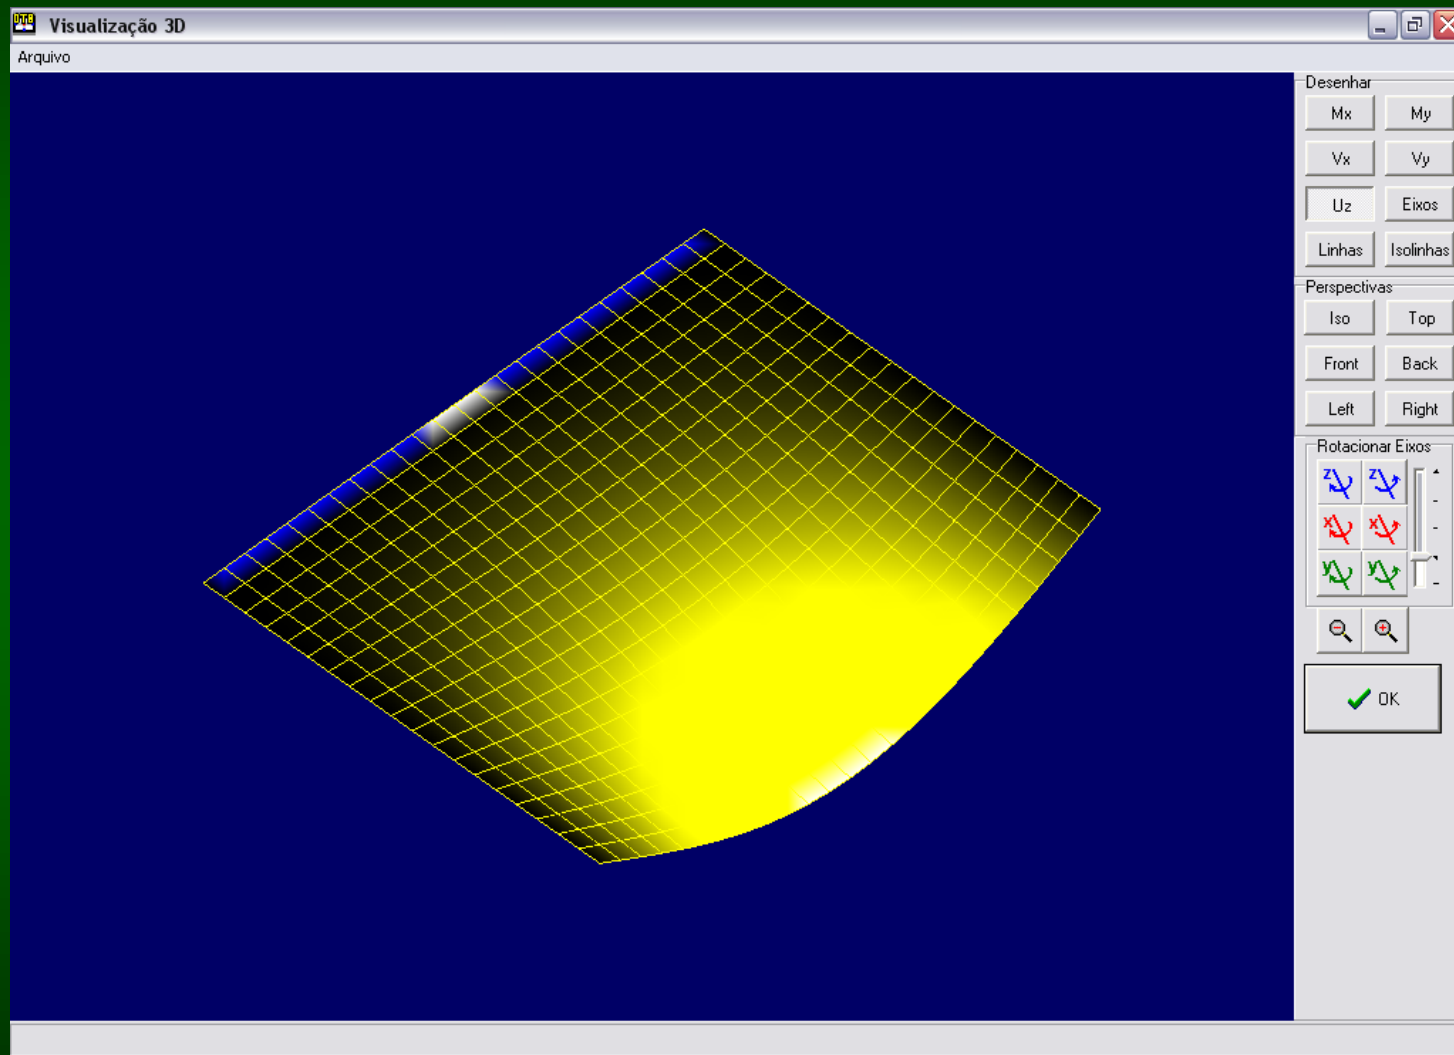 DTB
Visualização 3D
Arquivo
Desenhar
Mx My
Vx Vy
Uz Eixos
Linhas Isolinhas
Perspectivas
Iso Top
Front Back
Left Right
Rotacionar Eixos
Z Z
X X
Y Y
OK